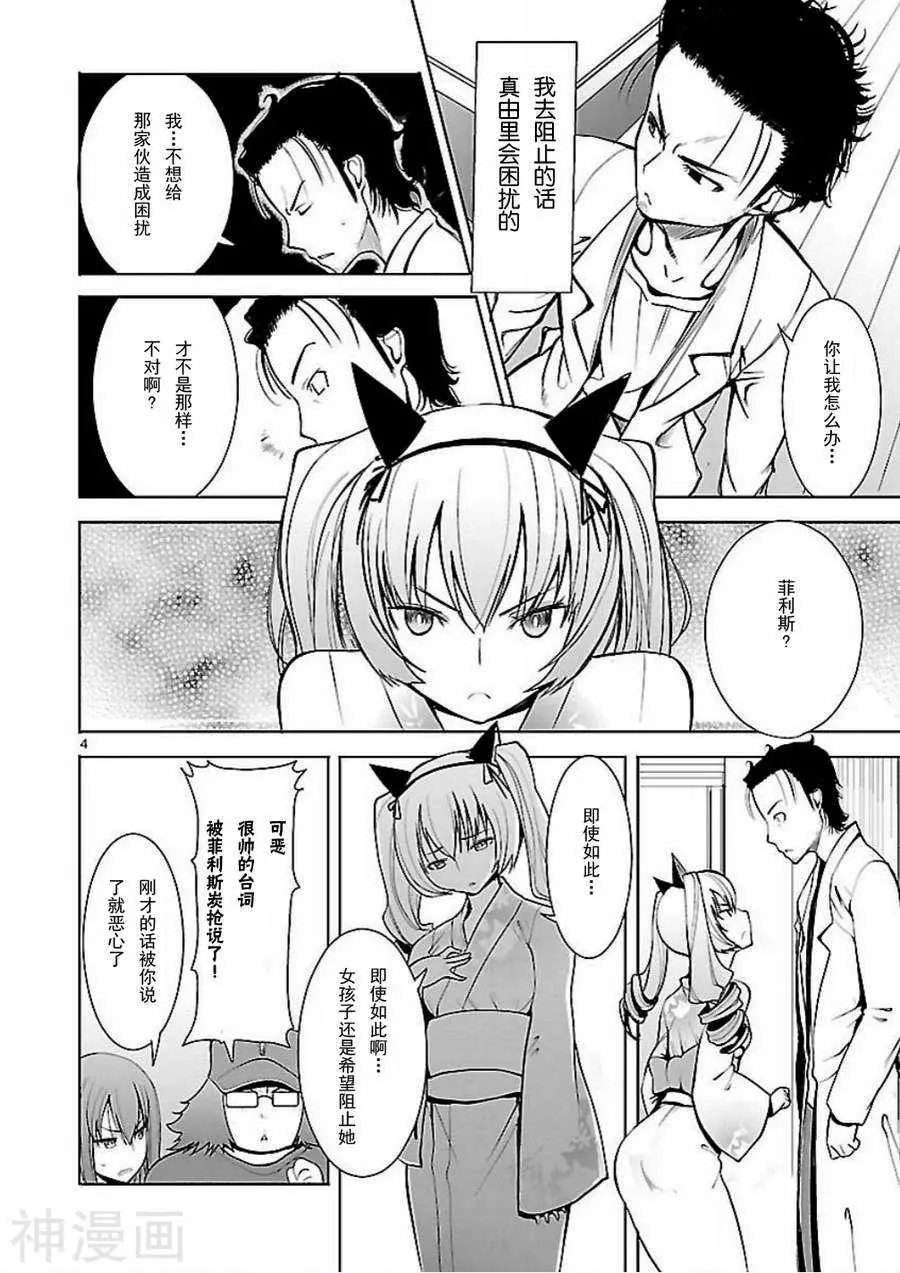 你让我怎么办…
我去阻止的话
真由里会困扰的
我…不想给
那家伙造成困扰
才不是那样…
不对啊？
菲利斯？
即使如此…
即使如此啊…
女孩子还是希望阻止她
可恶
很帅的台词
被菲利斯炭抢说了！
刚才的话被你说
了就恶心了
4
神漫画